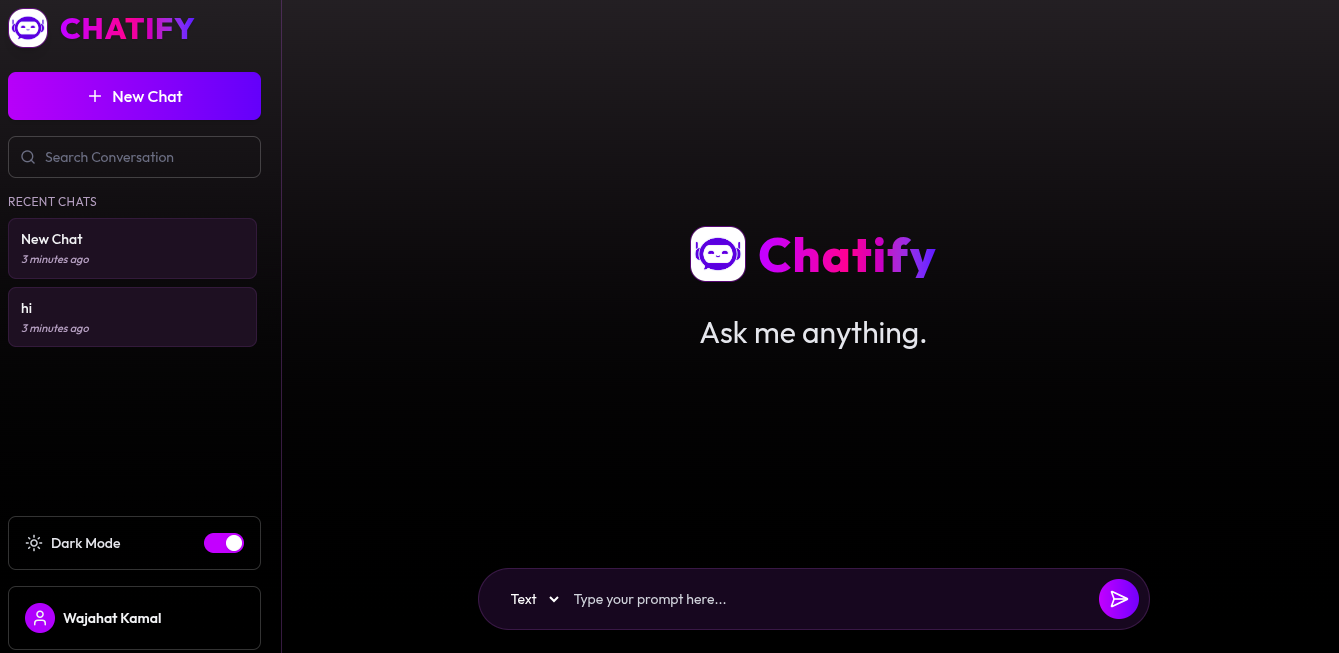 CHATIFY
New Chat
Search Conversation
RECENT CHATS
New Chat
3 minutes ago
hi
3 minutes ago
Dark Mode
Wajahat Kamal
Chatify
Ask me anything.
Text
Type your prompt here...